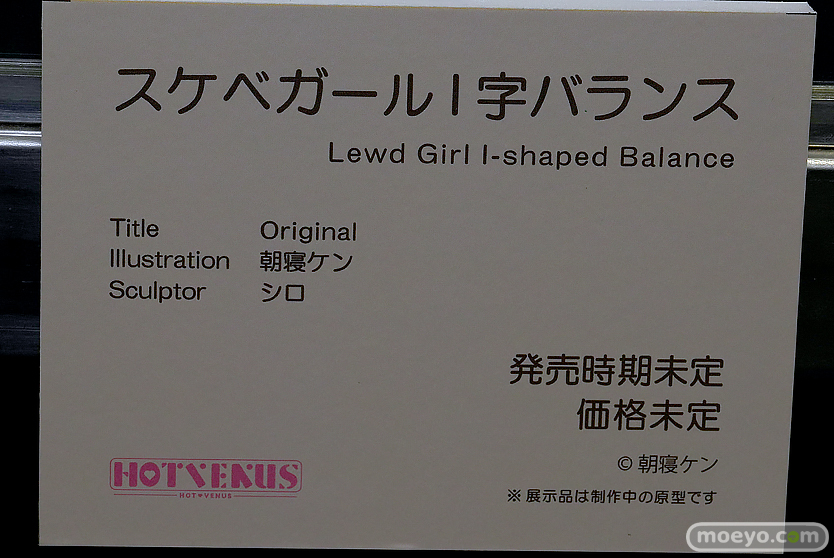 スケベガールI字バランス
Lewd Girl I-shaped Balance
Title Original
Illustration 朝寝ケン
Sculptor シロ
発売時期未定
価格未定
©朝寝ケン
※展示品は制作中の原型です
HOTVENUS
HOT♥VENUS
moeyo.com